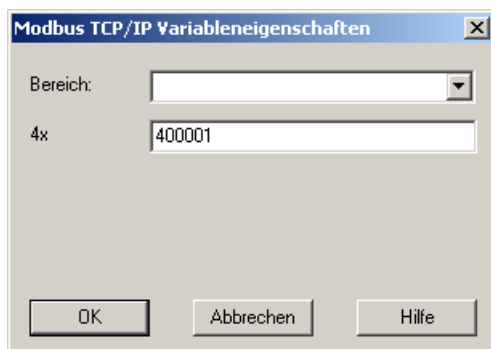 Modbus TCP/IP Variableneigenschaften
Bereich:
4x 400001
OK Abbrechen Hilfe